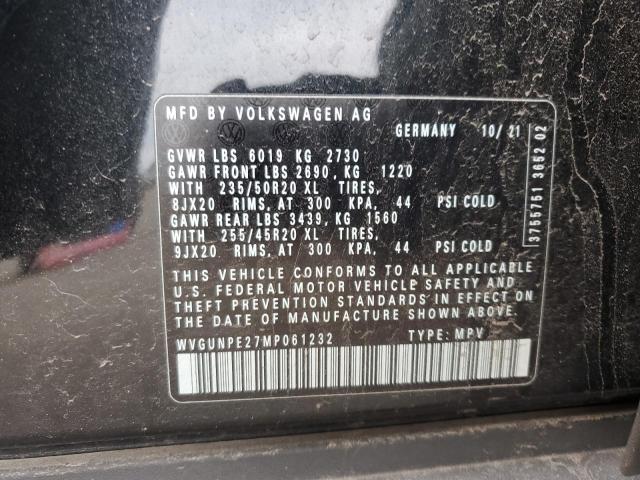 MFD BY VOLKSWAGEN AG
GERMANY 10/21
GVWR LBS 6019 KG 2730
GAWR FRONT LBS 2690, KG 1220
WITH 235/50R20 XL TIRES,
8JX20 RIMS, AT 300 KPA, 44 PSI COLD
GAWR REAR LBS 3439, KG 1560
WITH 255/45R20 XL TIRES,
9JX20 RIMS, AT 300 KPA, 44 PSI COLD
THIS VEHICLE CONFORMS TO ALL APPLICABLE
U.S. FEDERAL MOTOR VEHICLE SAFETY AND
THEFT PREVENTION STANDARDS IN EFFECT ON
THE DATE OF MANUFACTURE SHOWN ABOVE.
WVGUNPE27MP061232 TYPE: MPV
3755751 3652 02